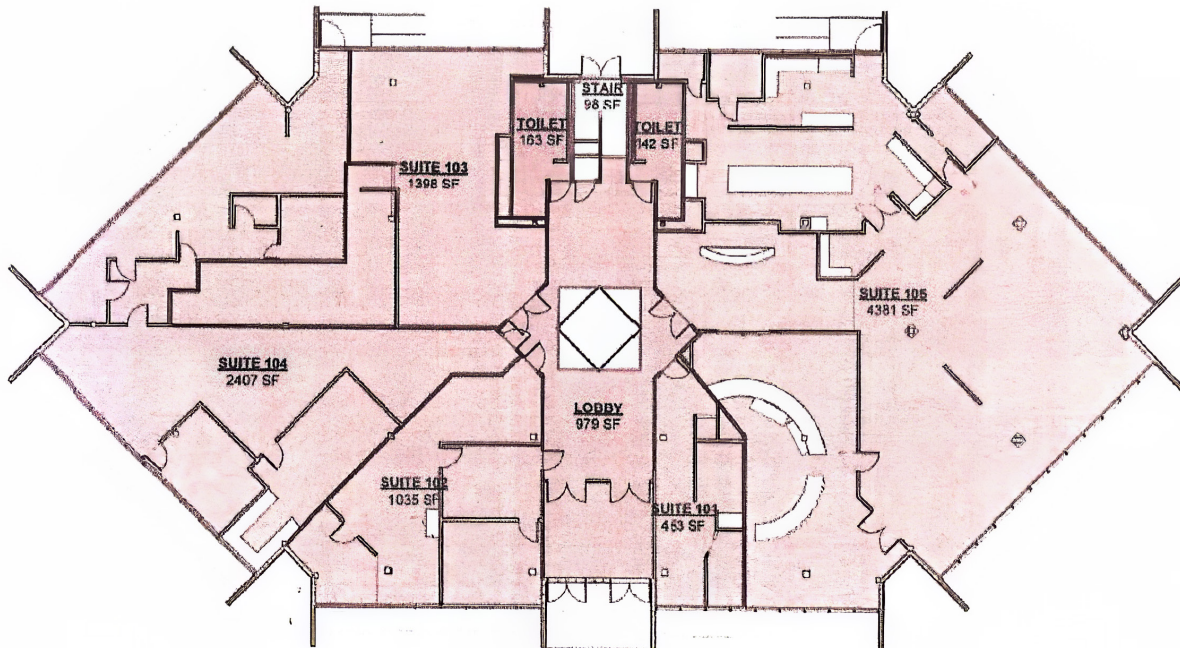 STAIR
98 SF
TOILET
163 SF
TOILET
142 SF
SUITE 103
1398 SF
SUITE 105
4381 SF
SUITE 104
2407 SF
LOBBY
979 SF
SUITE 102
1035 SF
SUITE 101
453 SF